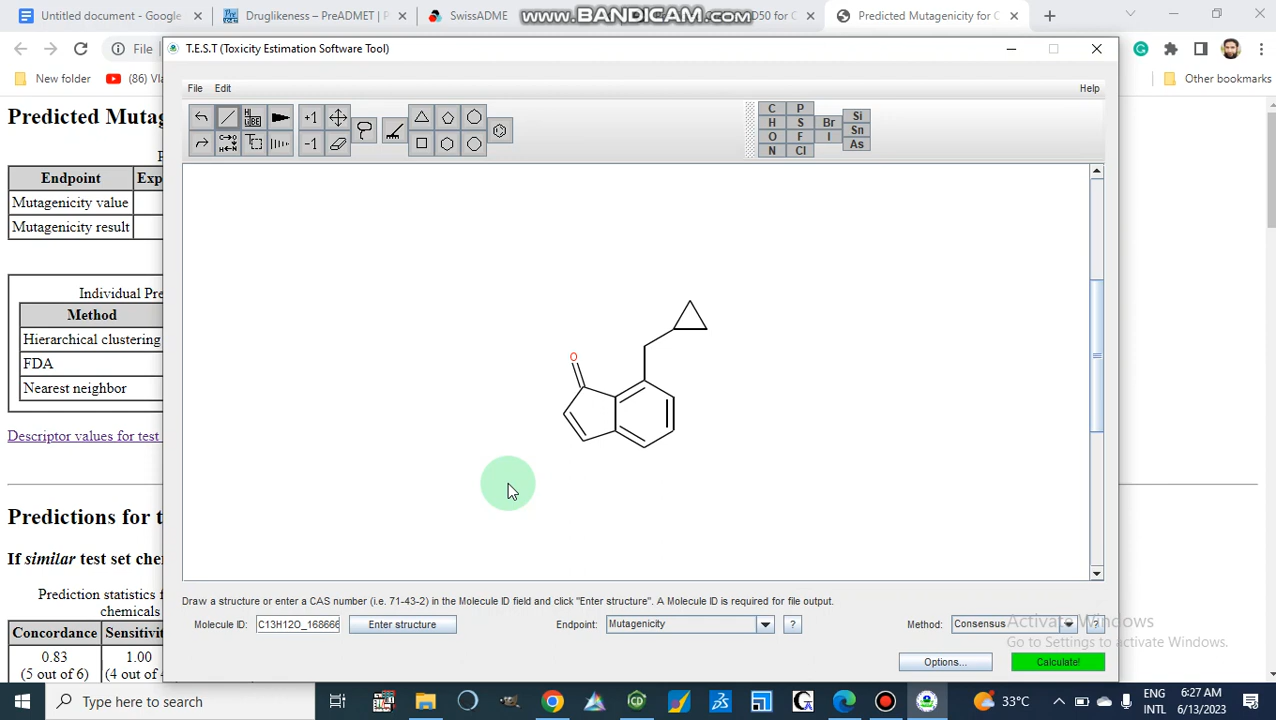 Untitled document - Google
Druglikeness – PreADMET | P
SwissADME
D50 for C
Predicted Mutagenicity for C
www.BANDICAM.com
File
New folder
(86) Vla
Other bookmarks
T.E.S.T (Toxicity Estimation Software Tool)
File
Edit
Help
+1
-1
C
P
H
S
Br
Si
O
F
I
Sn
N
Cl
As
Predicted Mutag
P
Endpoint
Exp
Mutagenicity value
Mutagenicity result
Individual Pre
Method
Hierarchical clustering
FDA
Nearest neighbor
Descriptor values for test
Predictions for t
If similar test set che
Prediction statistics f
chemicals
Concordance
Sensitivi
0.83
1.00
(5 out of 6)
(4 out of 4
O
Draw a structure or enter a CAS number (i.e. 71-43-2) in the Molecule ID field and click "Enter structure". A Molecule ID is required for file output.
Molecule ID:
C13H12O_168666
Enter structure
Endpoint:
Mutagenicity
?
Method:
Consensus
?
Options...
Calculate!
Activate Windows
Go to Settings to activate Windows.
Type here to search
33°C
ENG
INTL
6:27 AM
6/13/2023